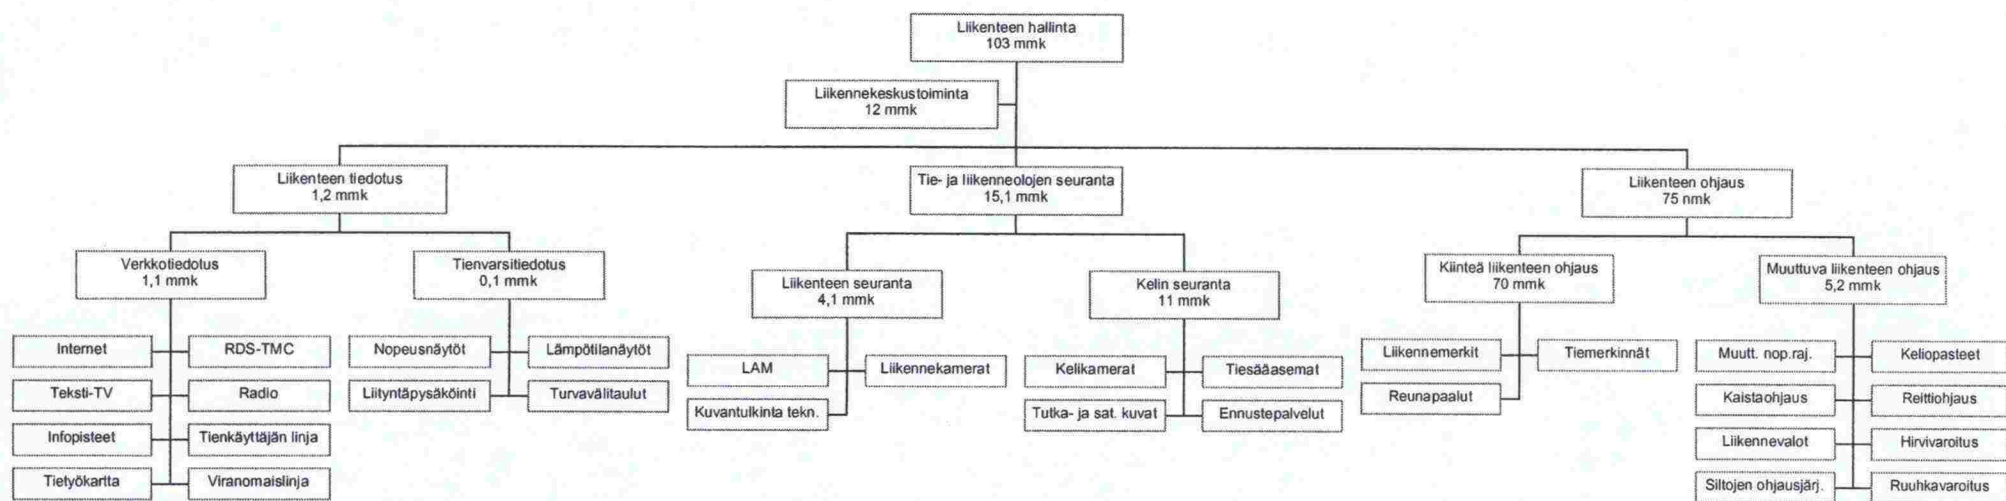 Liikenteen hallinta
103 mmk
Liikennekeskustoiminta
12 mmk
Liikenteen tiedotus
1,2 mmk
Tie- ja liikenneolojen seuranta
15,1 mmk
Liikenteen ohjaus
75 nmk
Verkkotiedotus
1,1 mmk
Tienvarsitiedotus
0,1 mmk
Liikenteen seuranta
4,1 mmk
Kelin seuranta
11 mmk
Kiinteä liikenteen ohjaus
70 mmk
Muuttuva liikenteen ohjaus
5,2 mmk
Internet
RDS-TMC
Teksti-TV
Radio
Infopisteet
Tienkäyttäjän linja
Tietyökartta
Viranomaislinja
Nopeusnäytöt
Lämpötilanäytöt
Liityntäpysäköinti
Turvavälitaulut
LAM
Liikennekamerat
Kuvantulkinta tekn.
Kelikamerat
Tiesääasemat
Tutka- ja sat. kuvat
Ennustepalvelut
Liikennemerkit
Tiemerkinnät
Reunapaalut
Muutt. nop.raj.
Keliopasteet
Kaistaohjaus
Reittiohjaus
Liikennevalot
Hirvivaroitus
Siltojen ohjausjärj.
Ruuhkavaroitus